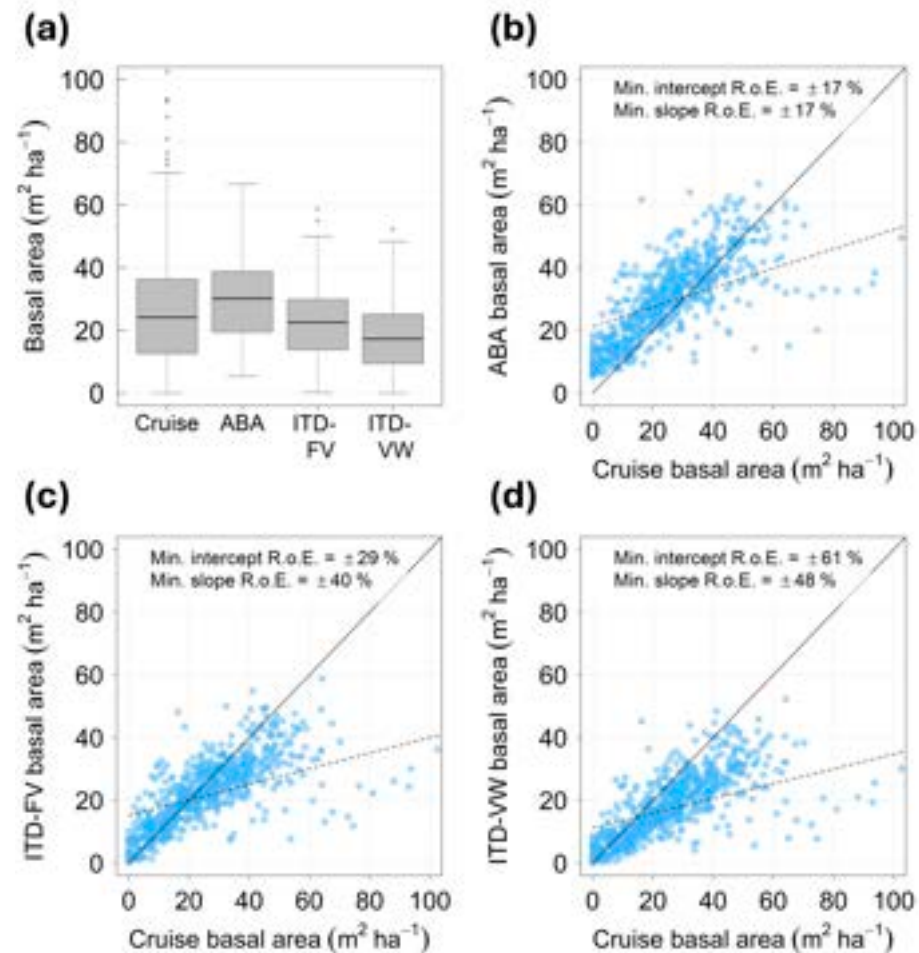 (a)
Basal area (m² ha⁻¹)
100
80
60
40
20
0
Cruise ABA ITD-FV ITD-VW
(b)
ABA basal area (m² ha⁻¹)
100
80
60
40
20
0
Min. intercept R.o.E. = ±17 %
Min. slope R.o.E. = ±17 %
0 20 40 60 80 100
Cruise basal area (m² ha⁻¹)
(c)
ITD-FV basal area (m² ha⁻¹)
100
80
60
40
20
0
Min. intercept R.o.E. = ±29 %
Min. slope R.o.E. = ±40 %
0 20 40 60 80 100
Cruise basal area (m² ha⁻¹)
(d)
ITD-VW basal area (m² ha⁻¹)
100
80
60
40
20
0
Min. intercept R.o.E. = ±61 %
Min. slope R.o.E. = ±48 %
0 20 40 60 80 100
Cruise basal area (m² ha⁻¹)